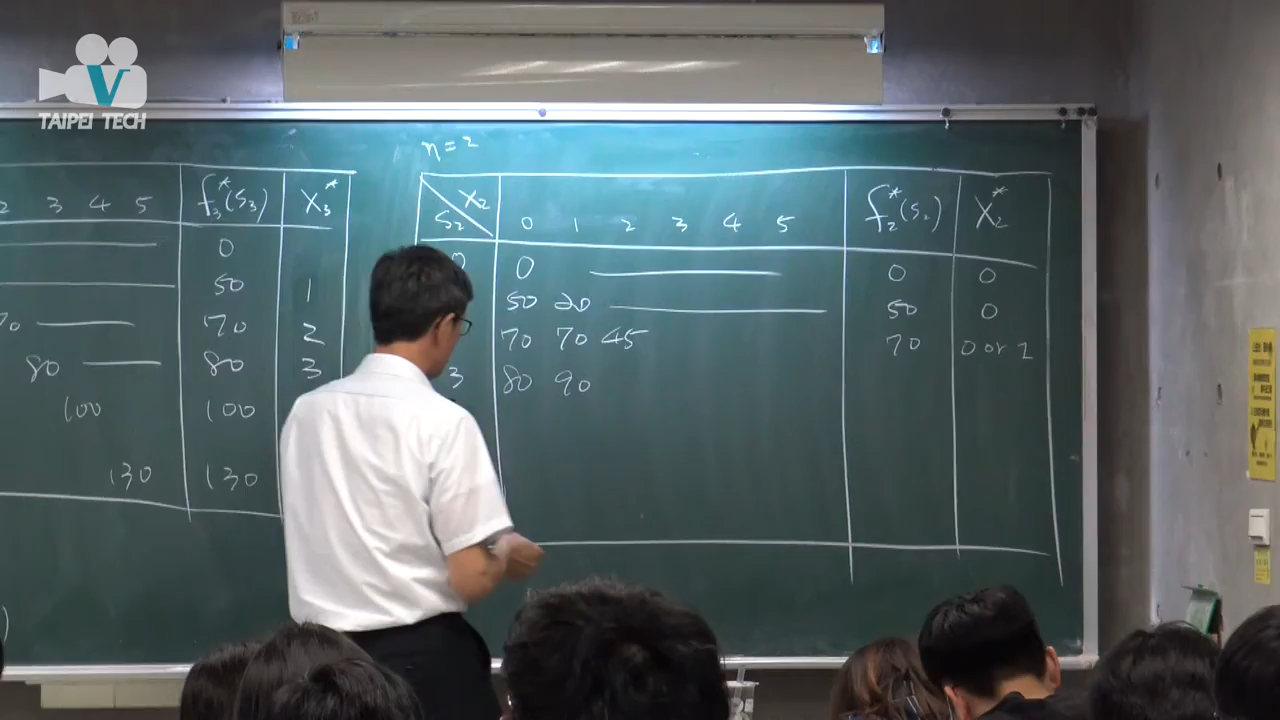 V
TAIPEI TECH
2 3 4 5 f₃*(S₃) X₃*
0
50 1
70 70 2
80 80 3
100 100
130 130
n=2
X₂
S₂ 0 1 2 3 4 5 f₂*(S₂) X₂*
0 0 0 0
50 20 50 0
70 70 45 70 0 or 1
3 80 90